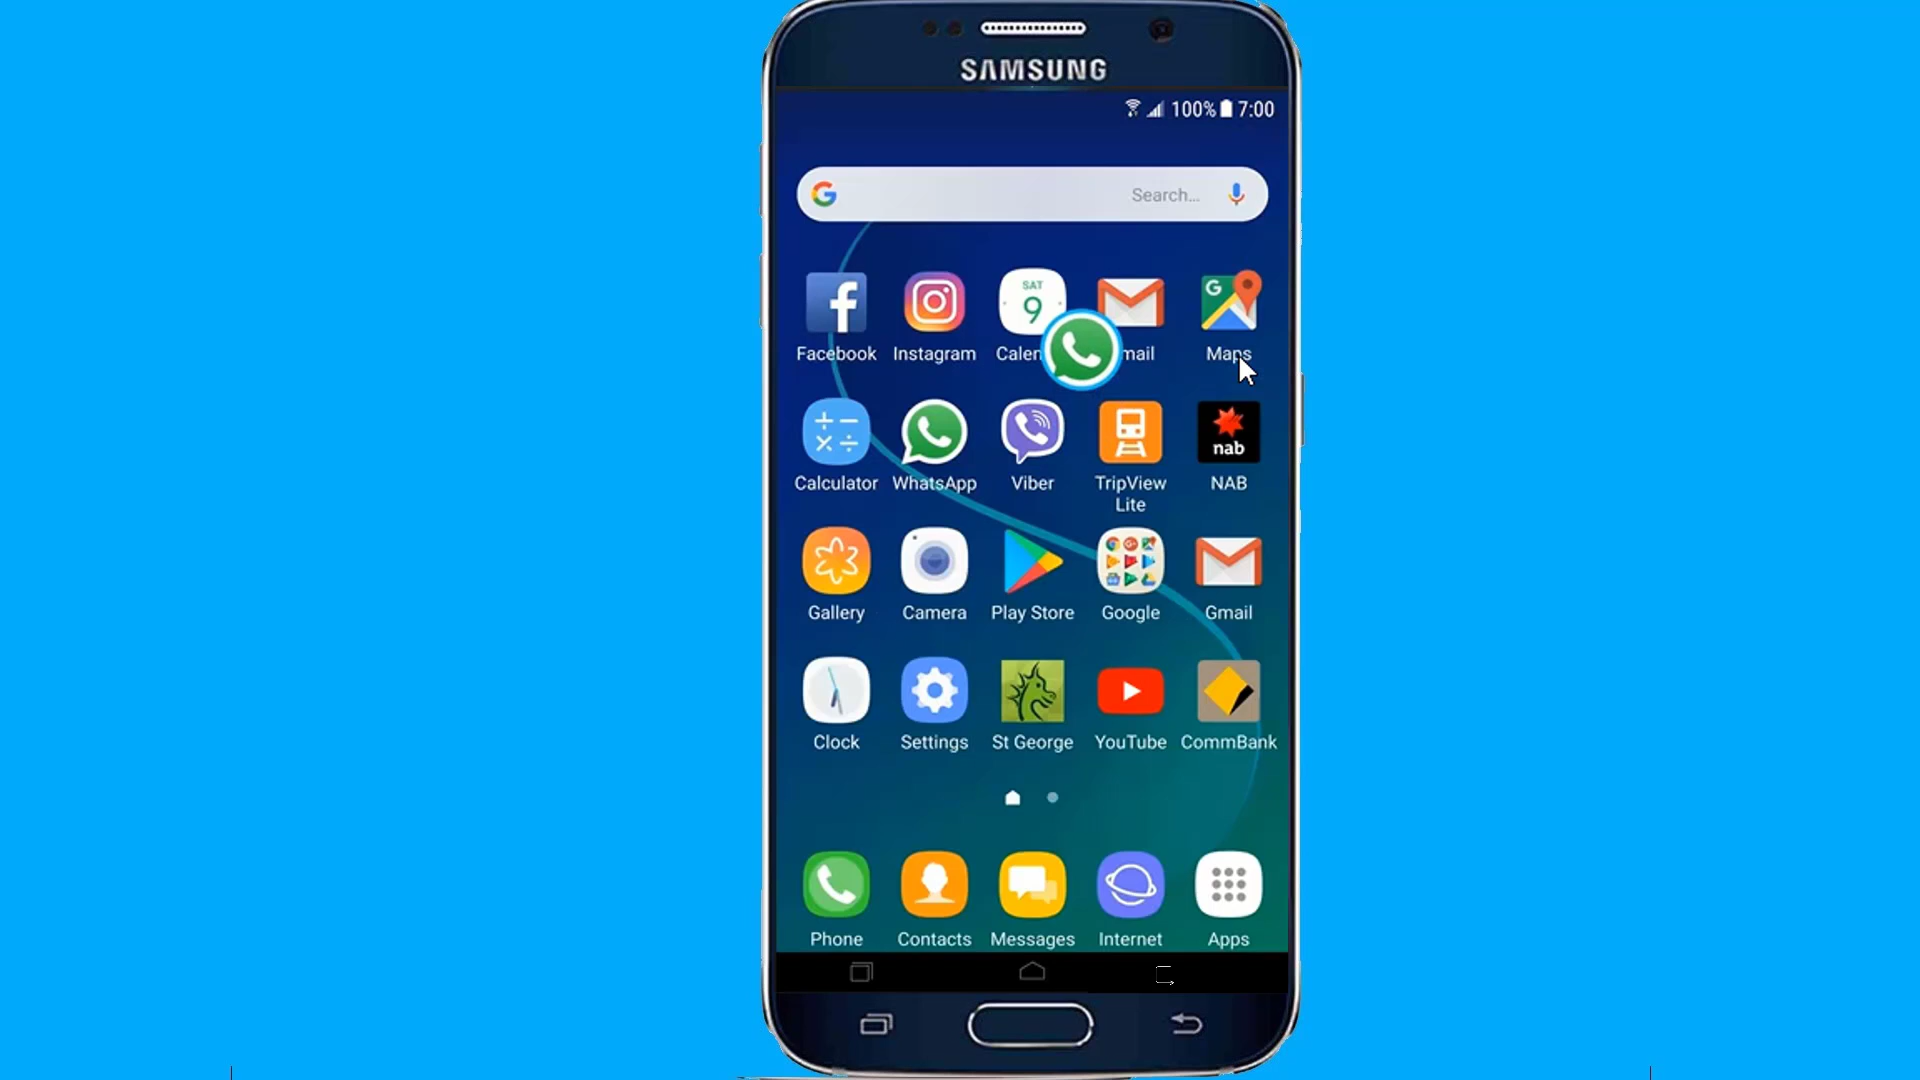 SAMSUNG
100% 7:00
G Search...
SAT
9
G
Facebook Instagram Calen mail Maps
nab
Calculator WhatsApp Viber TripView Lite NAB
Gallery Camera Play Store Google Gmail
Clock Settings St George YouTube CommBank
Phone Contacts Messages Internet Apps